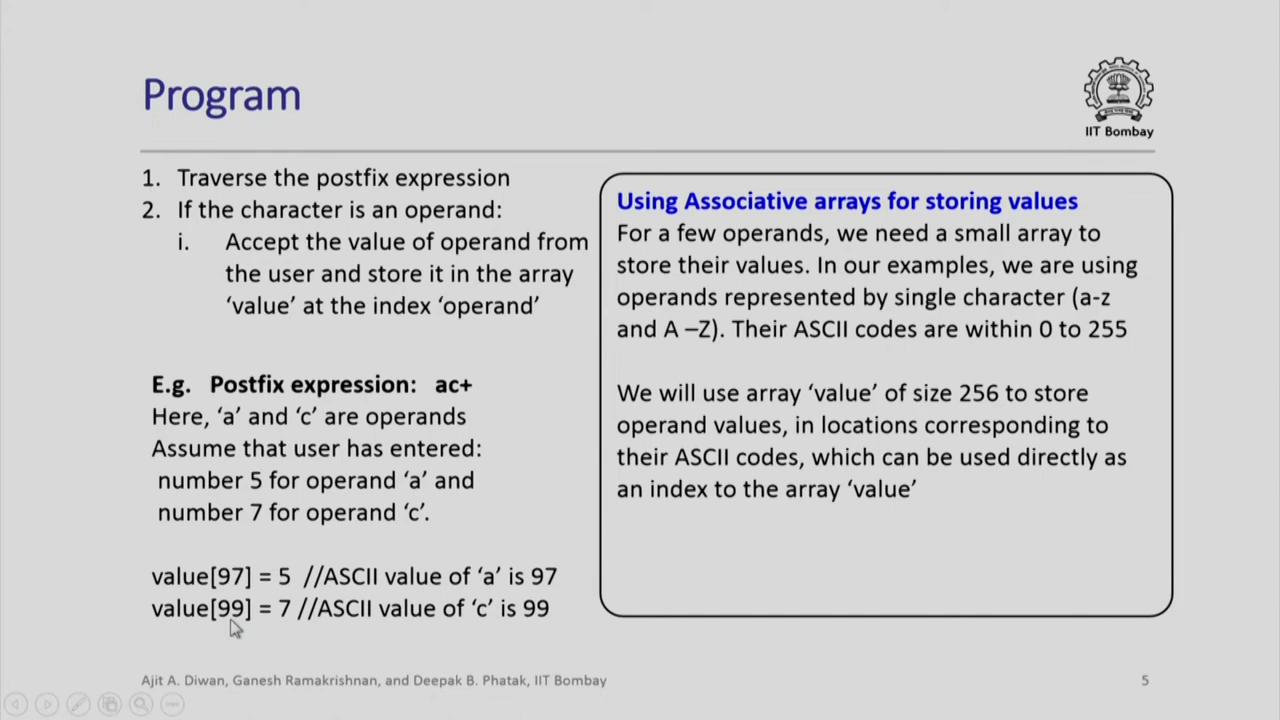 Program
IIT Bombay
1. Traverse the postfix expression
2. If the character is an operand:
i. Accept the value of operand from
the user and store it in the array
‘value’ at the index ‘operand’
E.g. Postfix expression: ac+
Here, ‘a’ and ‘c’ are operands
Assume that user has entered:
number 5 for operand ‘a’ and
number 7 for operand ‘c’.
value[97] = 5 //ASCII value of ‘a’ is 97
value[99] = 7 //ASCII value of ‘c’ is 99
Using Associative arrays for storing values
For a few operands, we need a small array to
store their values. In our examples, we are using
operands represented by single character (a-z
and A –Z). Their ASCII codes are within 0 to 255
We will use array ‘value’ of size 256 to store
operand values, in locations corresponding to
their ASCII codes, which can be used directly as
an index to the array ‘value’
Ajit A. Diwan, Ganesh Ramakrishnan, and Deepak B. Phatak, IIT Bombay
5